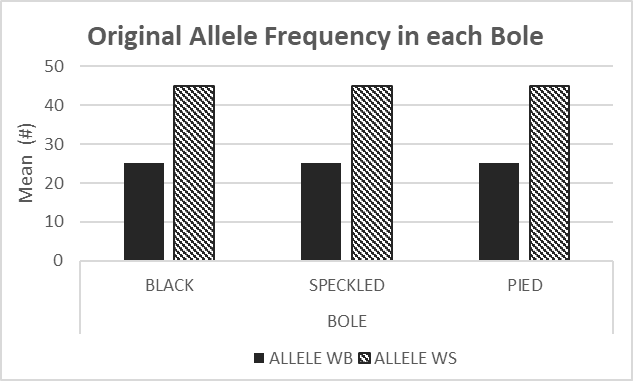 Original Allele Frequency in each Bole
50
40
30
20
10
0
Mean (#)
BLACK SPECKLED PIED
BOLE
ALLELE WB ALLELE WS